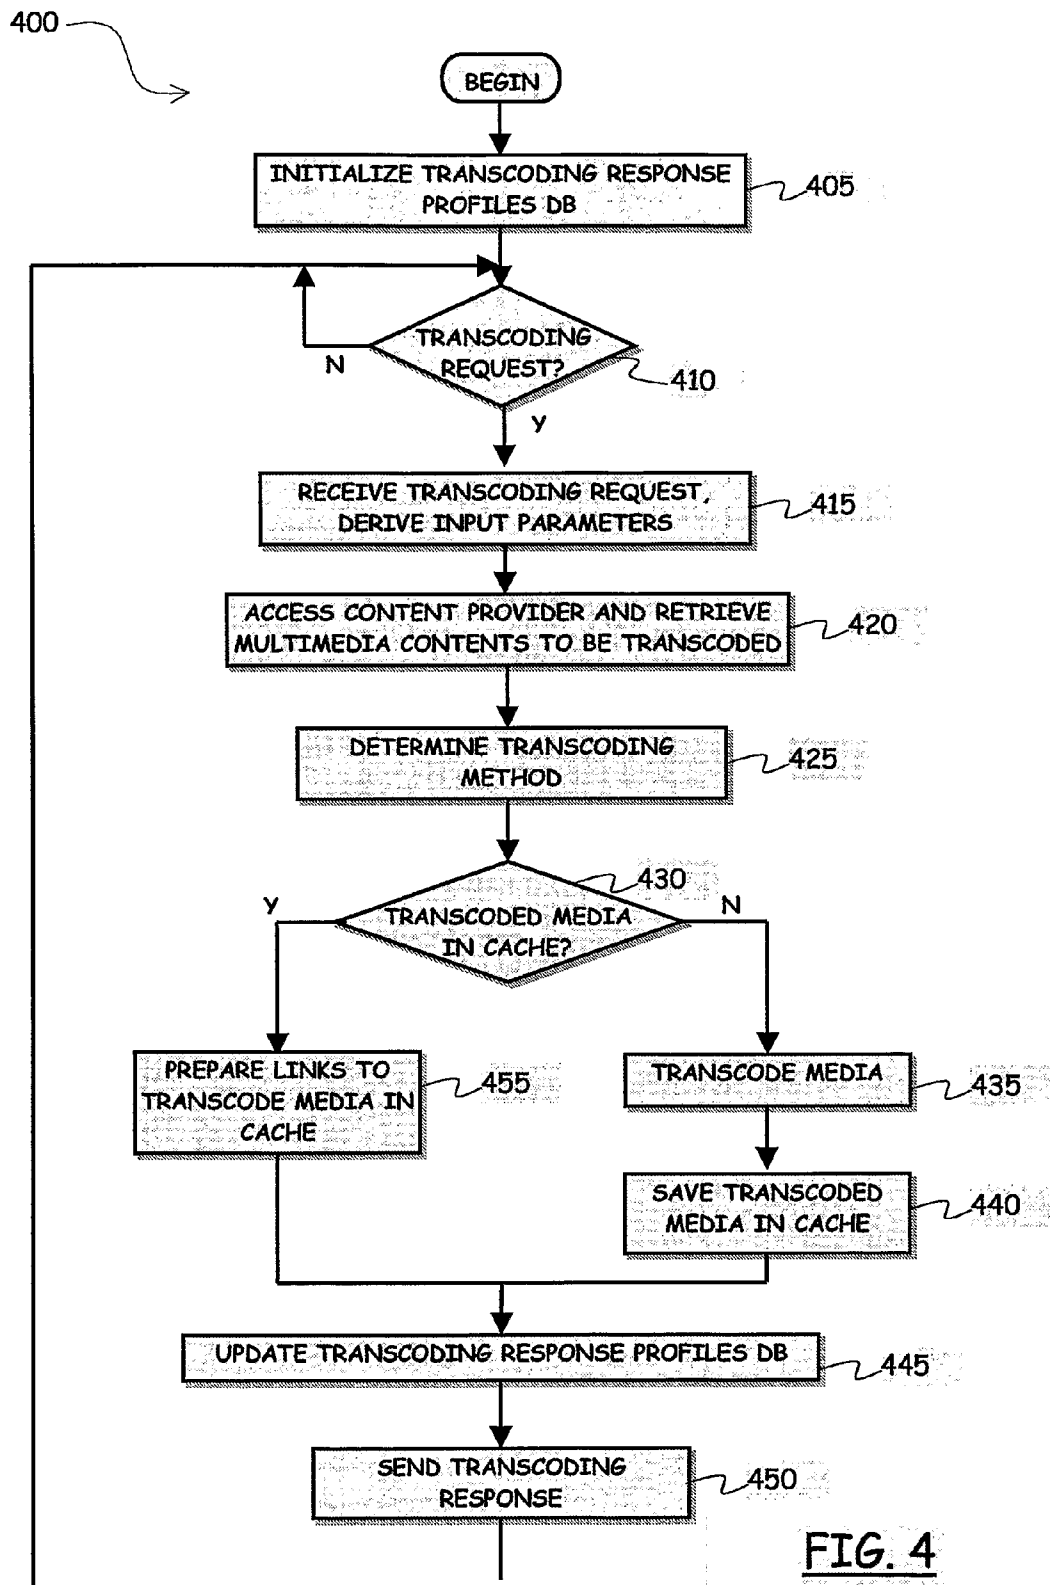 400
BEGIN
INITIALIZE TRANSCODING RESPONSE
PROFILES DB
405
TRANSCODING
REQUEST?
N
410
Y
RECEIVE TRANSCODING REQUEST,
DERIVE INPUT PARAMETERS
415
ACCESS CONTENT PROVIDER AND RETRIEVE
MULTIMEDIA CONTENTS TO BE TRANSCODED
420
DETERMINE TRANSCODING
METHOD
425
430
Y
TRANSCODED MEDIA
IN CACHE?
N
PREPARE LINKS TO
TRANSCODE MEDIA IN
CACHE
455
TRANSCODE MEDIA
435
SAVE TRANSCODED
MEDIA IN CACHE
440
UPDATE TRANSCODING RESPONSE PROFILES DB
445
SEND TRANSCODING
RESPONSE
450
FIG. 4